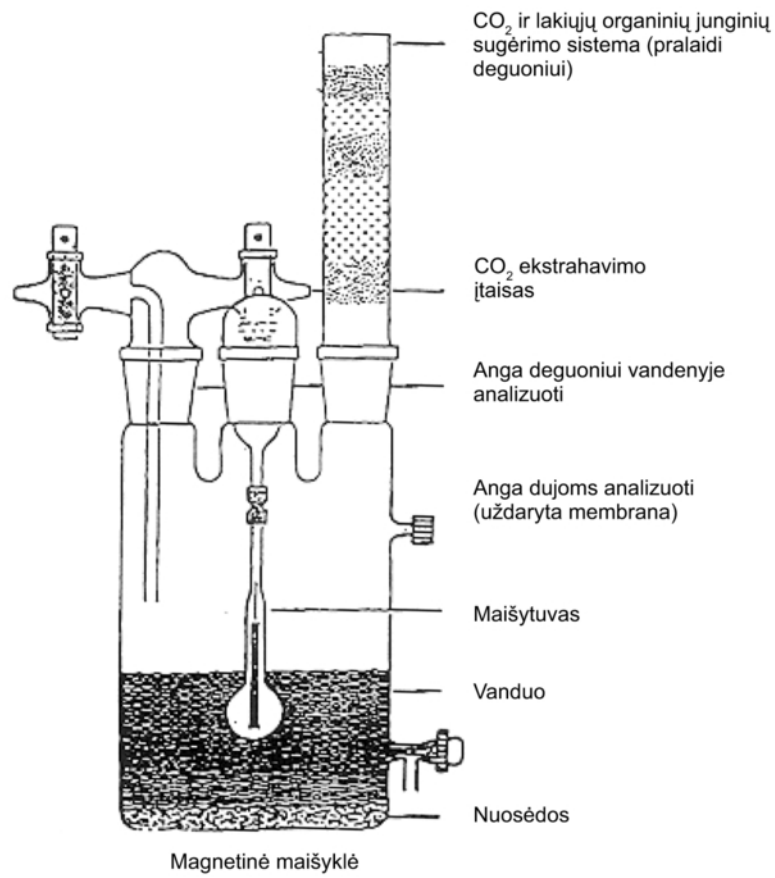 CO₂ ir lakiųjų organinių junginių
sugėrimo sistema (pralaidi
deguoniui)
CO₂ ekstrahavimo
įtaisas
Anga deguoniui vandenyje
analizuoti
Anga dujoms analizuoti
(uždaryta membrana)
Maišytuvas
Vanduo
Nuosėdos
Magnetinė maišyklė